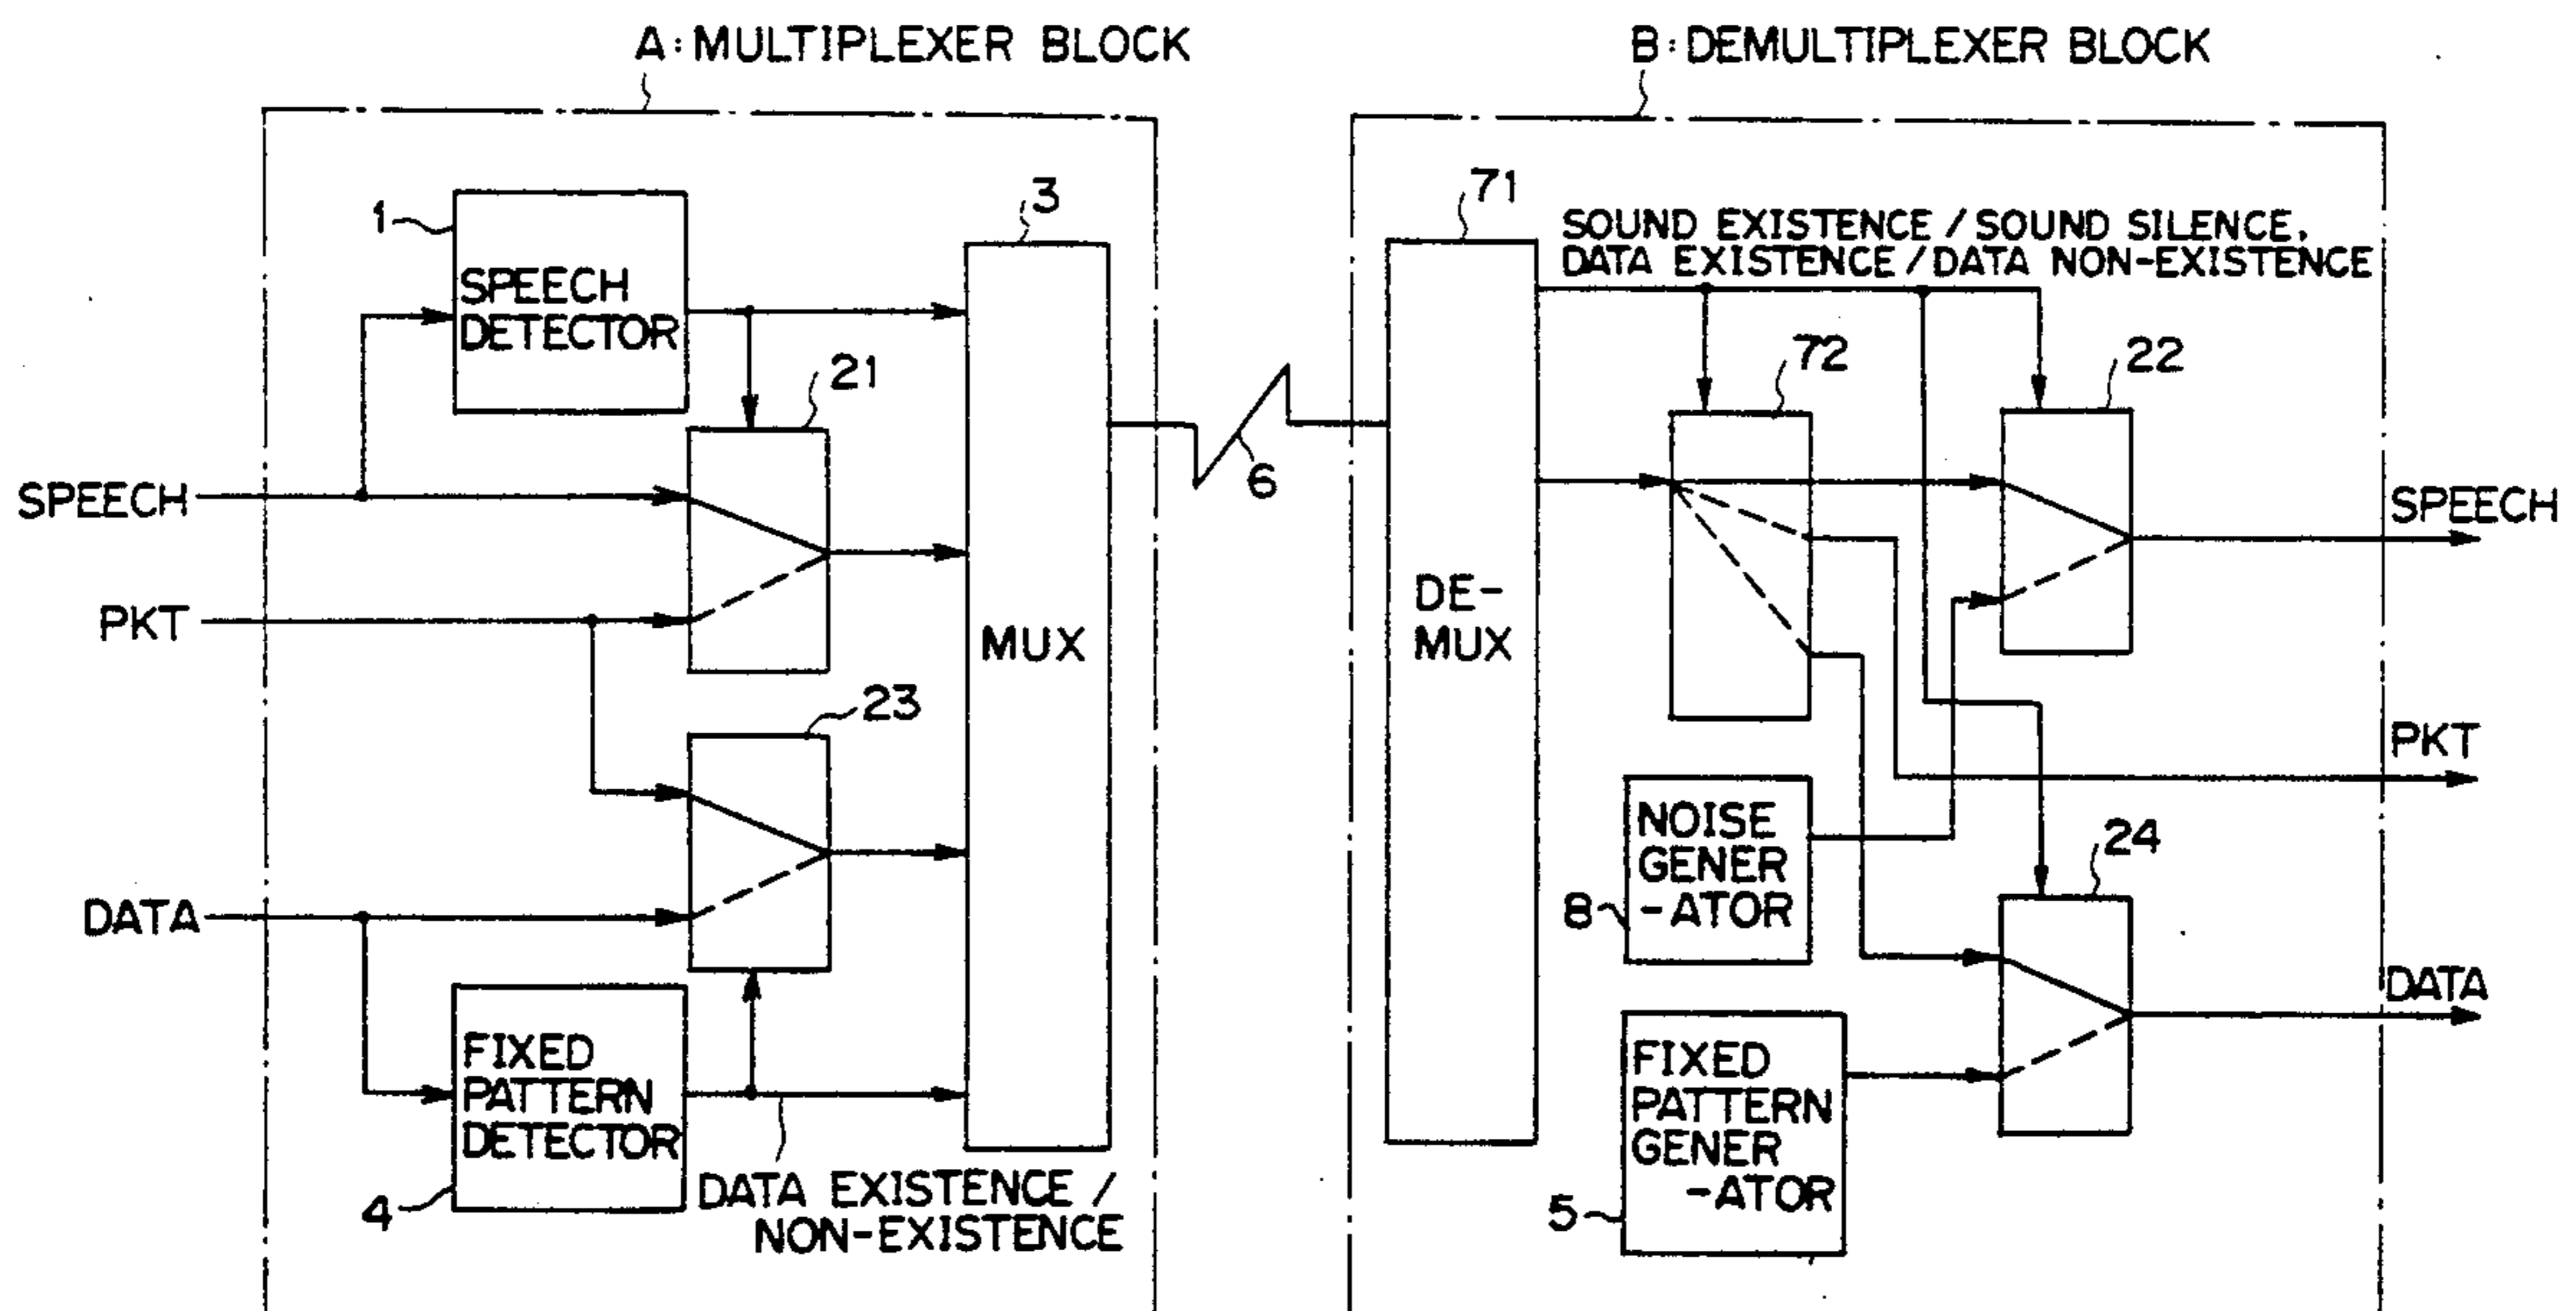 A: MULTIPLEXER BLOCK
B: DEMULTIPLEXER BLOCK
1
SPEECH
DETECTOR
3
21
SPEECH
PKT
MUX
23
DATA
FIXED
PATTERN
DETECTOR
4
DATA EXISTENCE /
NON-EXISTENCE
6
71
SOUND EXISTENCE / SOUND SILENCE,
DATA EXISTENCE / DATA NON-EXISTENCE
72
22
DE-
MUX
SPEECH
PKT
NOISE
GENER
-ATOR
8
24
DATA
FIXED
PATTERN
GENER
-ATOR
5